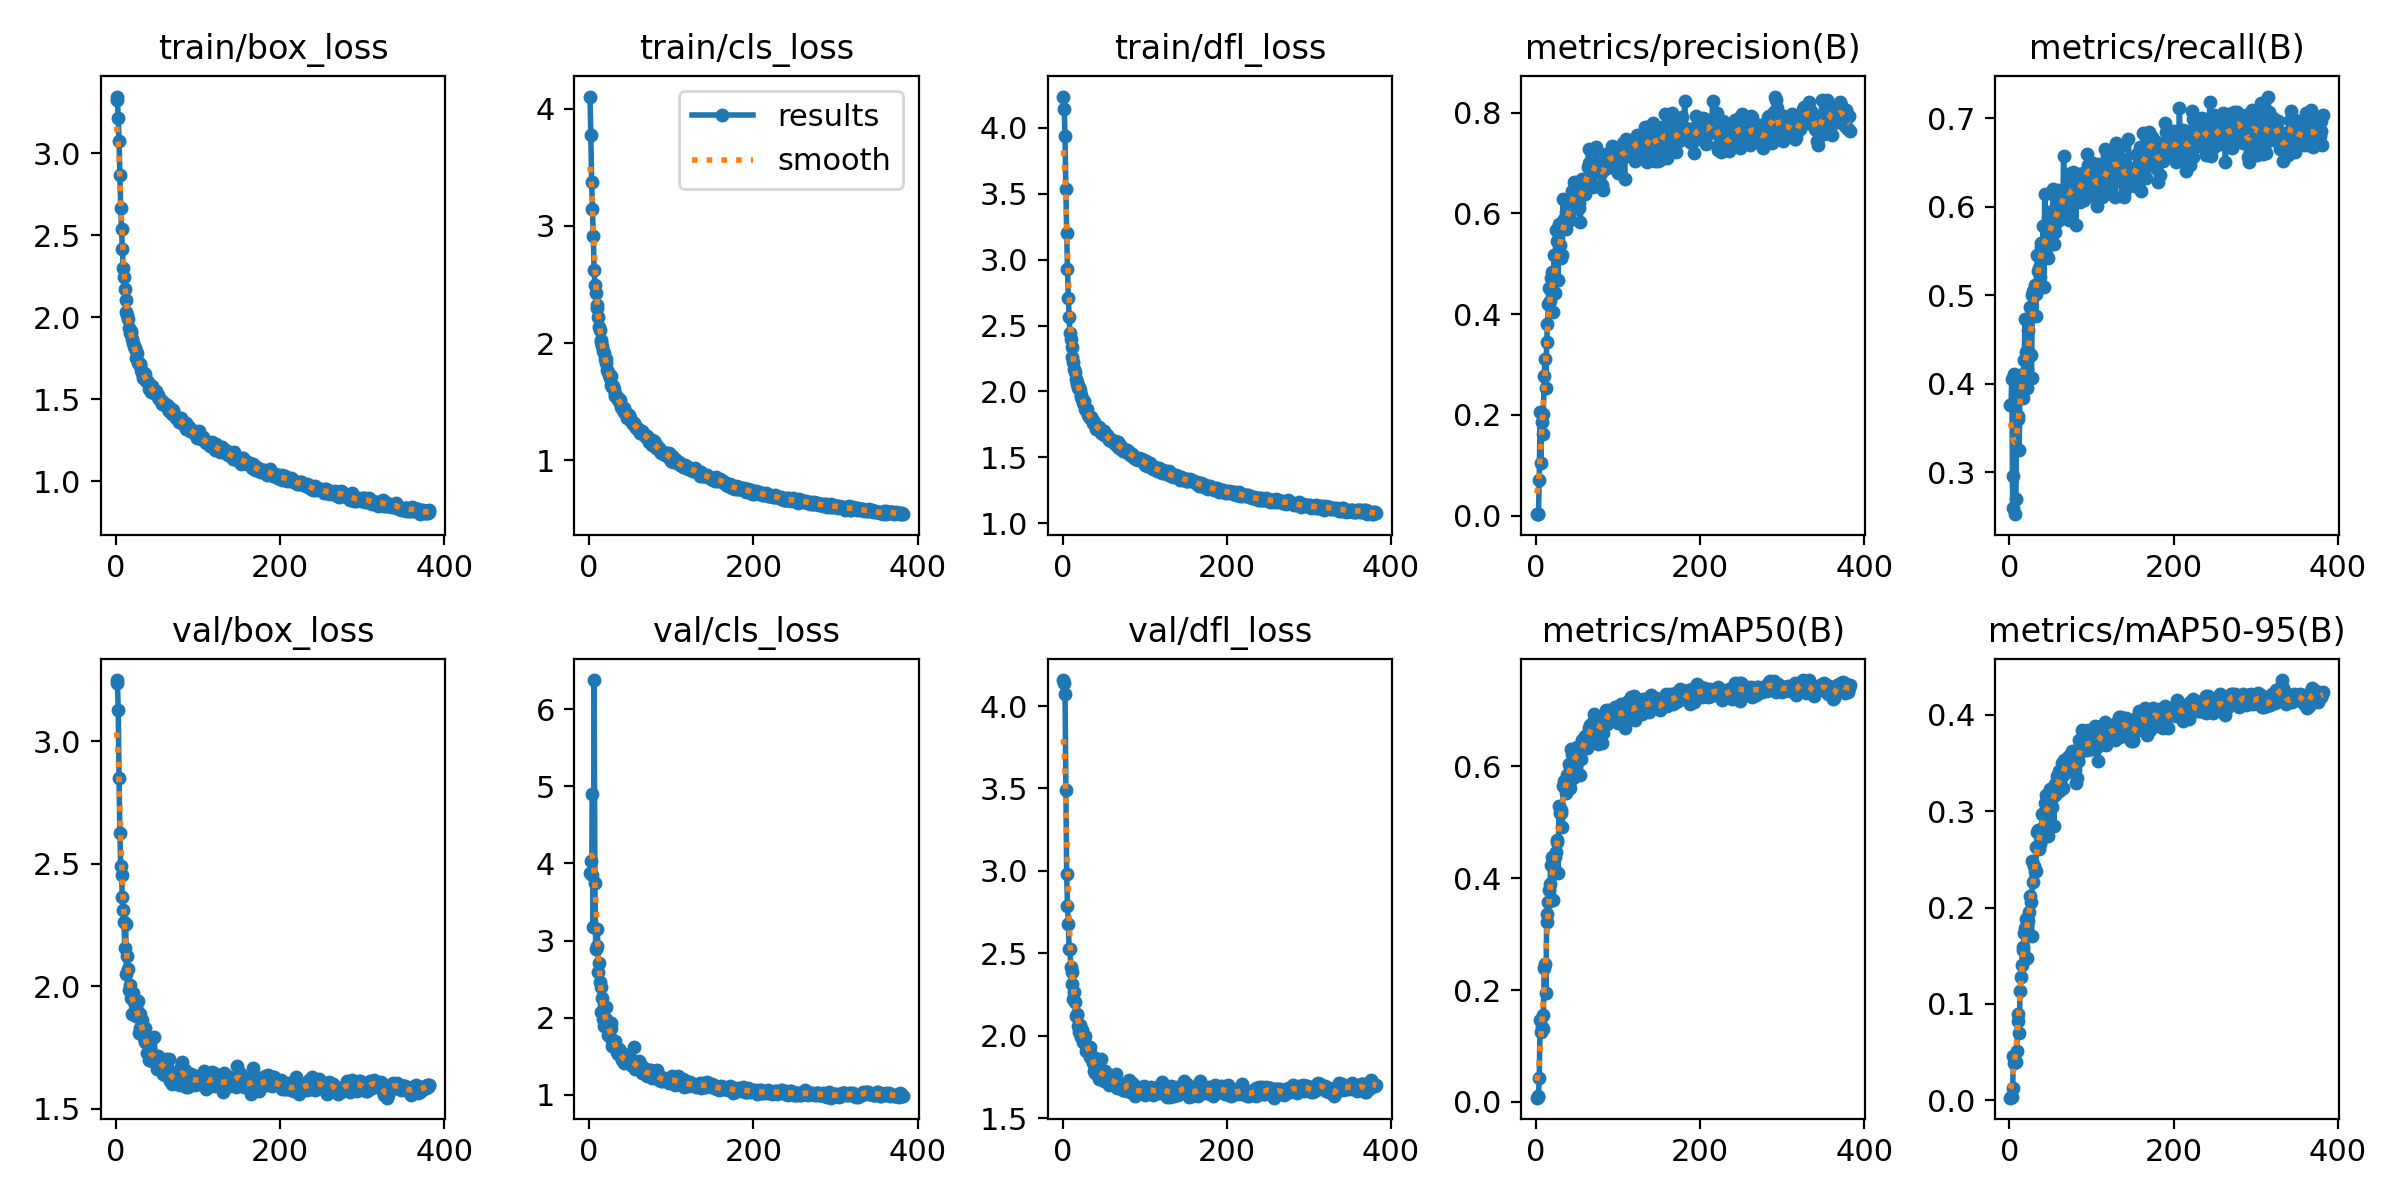 train/box_loss
3.0
2.5
2.0
1.5
1.0
0 200 400
train/cls_loss
results
smooth
4
3
2
1
0 200 400
train/dfl_loss
4.0
3.5
3.0
2.5
2.0
1.5
1.0
0 200 400
metrics/precision(B)
0.8
0.6
0.4
0.2
0.0
0 200 400
metrics/recall(B)
0.7
0.6
0.5
0.4
0.3
0 200 400
val/box_loss
3.0
2.5
2.0
1.5
0 200 400
val/cls_loss
6
5
4
3
2
1
0 200 400
val/dfl_loss
4.0
3.5
3.0
2.5
2.0
1.5
0 200 400
metrics/mAP50(B)
0.6
0.4
0.2
0.0
0 200 400
metrics/mAP50-95(B)
0.4
0.3
0.2
0.1
0.0
0 200 400